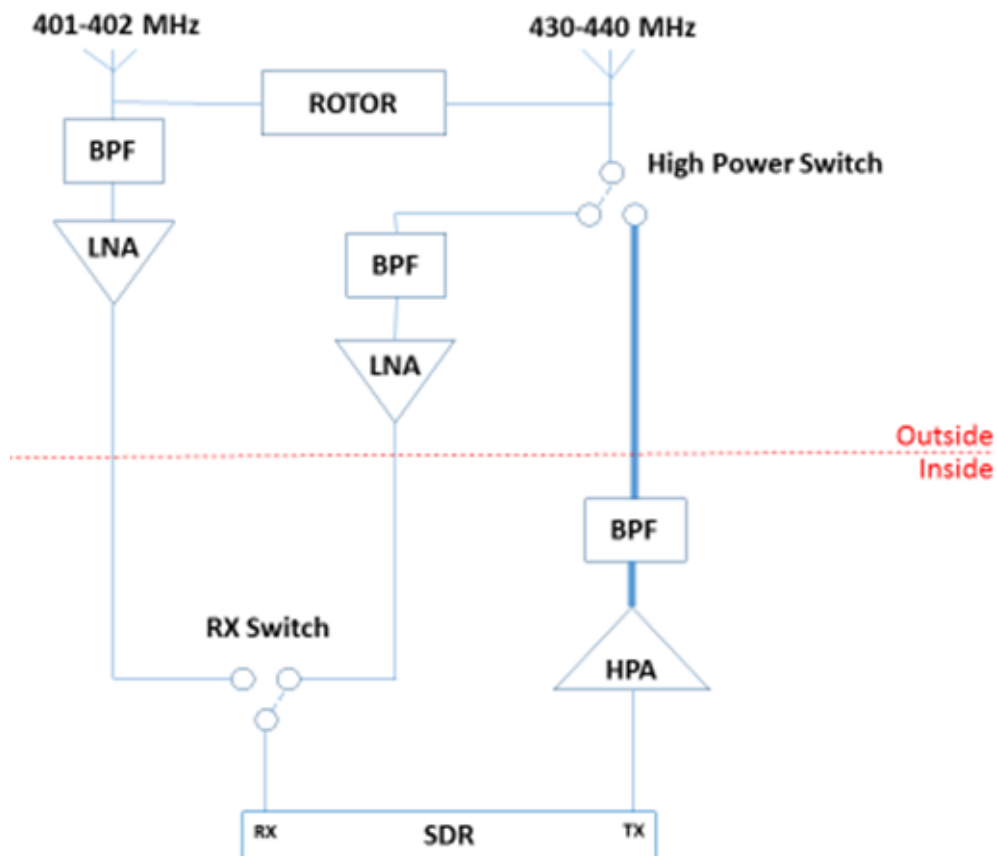 401-402 MHz
430-440 MHz
ROTOR
BPF
High Power Switch
LNA
BPF
LNA
Outside
Inside
BPF
RX Switch
HPA
RX
SDR
TX